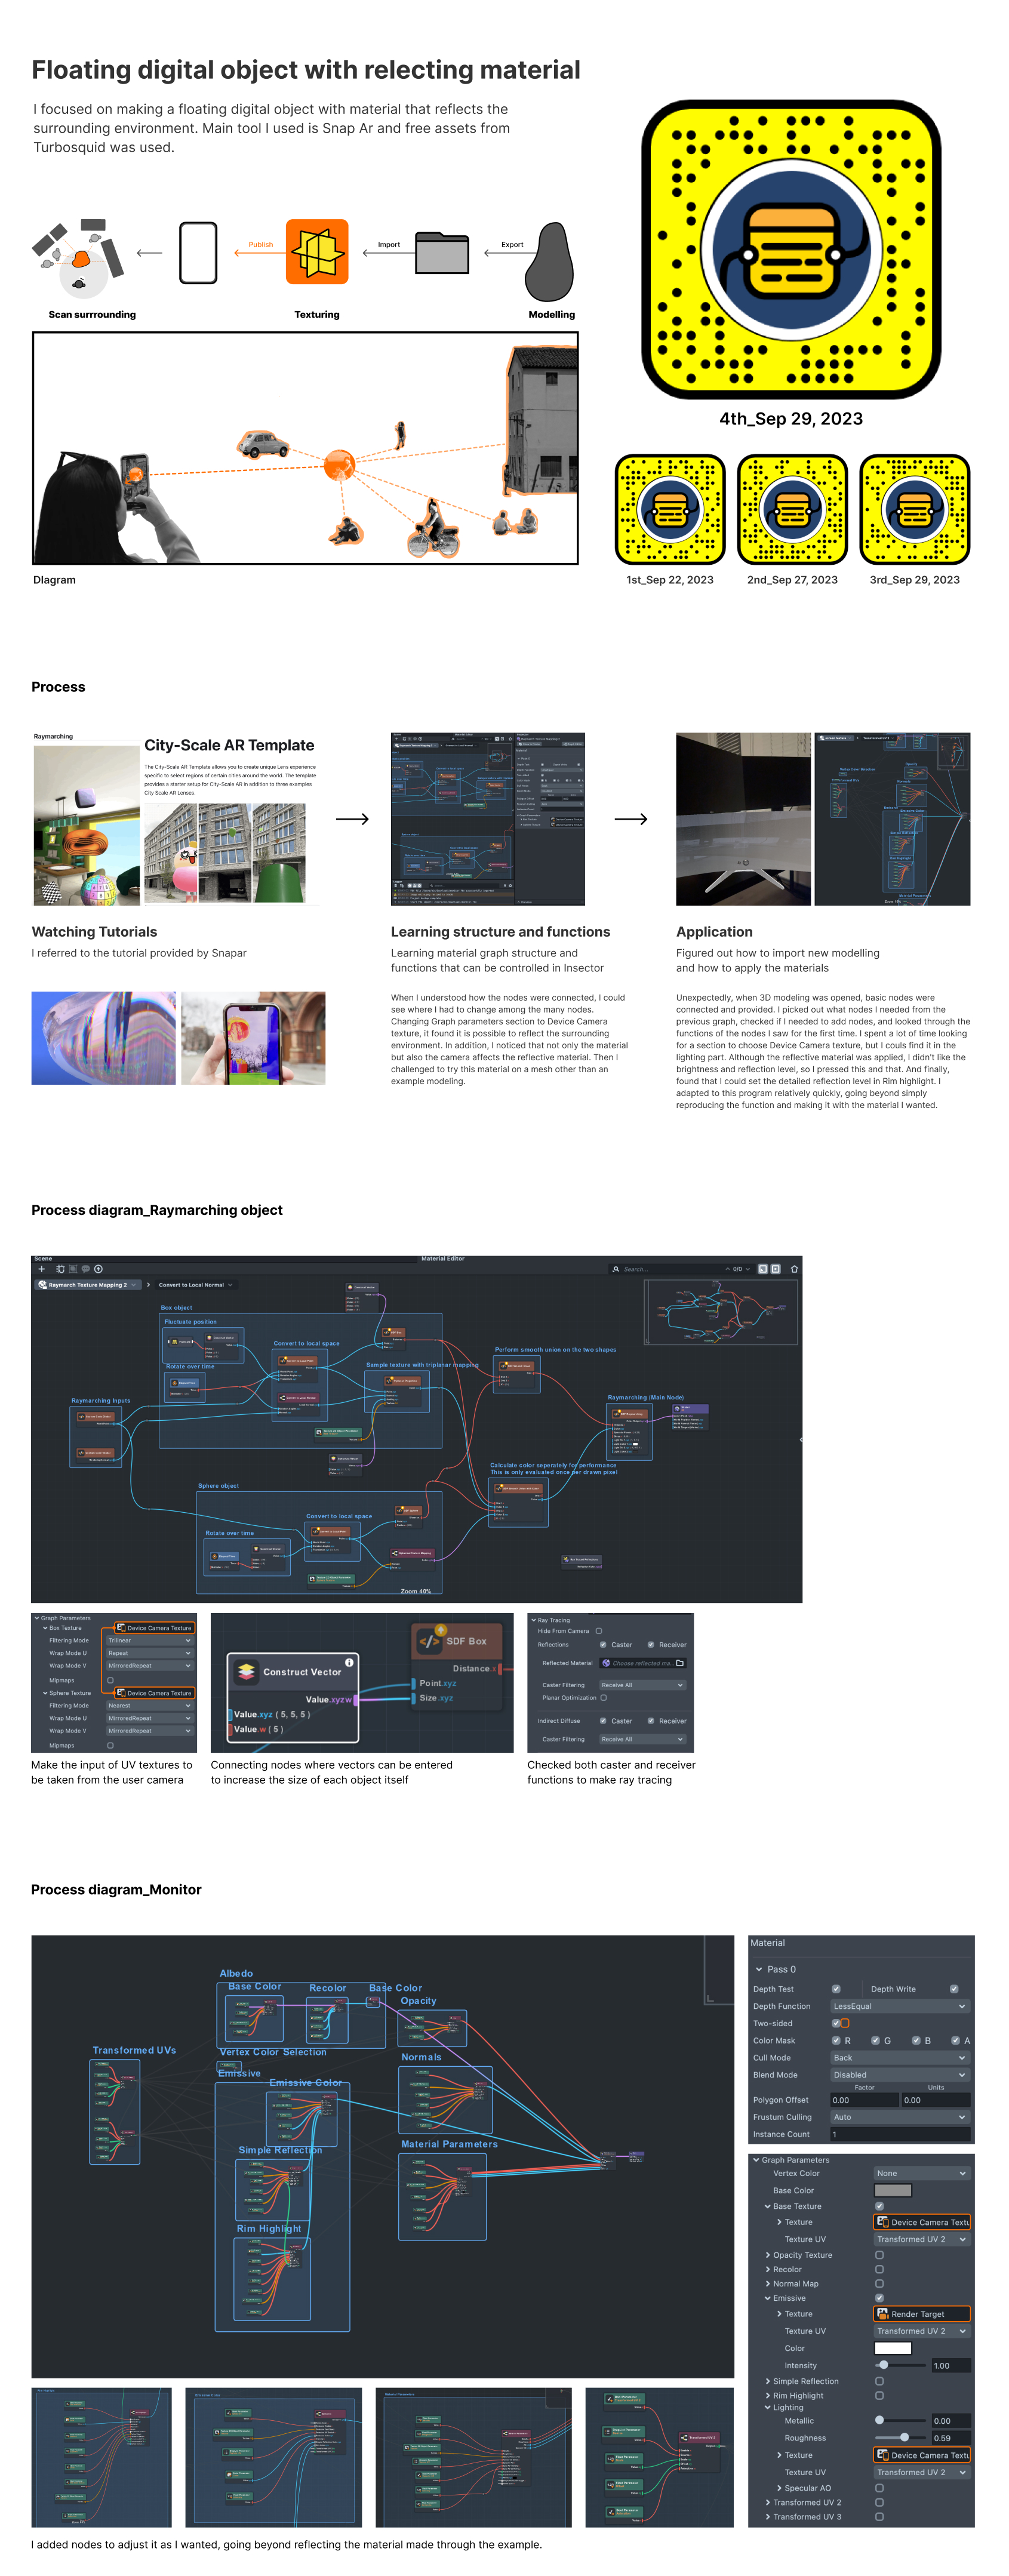 Floating digital object with relecting material
I focused on making a floating digital object with material that reflects the
surrounding environment. Main tool I used is Snap Ar and free assets from
Turbosquid was used.
Publish
Import
Export
Scan surrrounding
Texturing
Modelling
DIagram
4th_Sep 29, 2023
1st_Sep 22, 2023
2nd_Sep 27, 2023
3rd_Sep 29, 2023
Process
Raymarching
City-Scale AR Template
The City-Scale AR Template allows you to create unique Lens experience
specific to select regions of certain cities around the world. The template
provides a starter setup for City-Scale AR in addition to three examples
City Scale AR Lenses.
Watching Tutorials
I referred to the tutorial provided by Snapar
Learning structure and functions
Learning material graph structure and
functions that can be controlled in Insector
When I understood how the nodes were connected, I could
see where I had to change among the many nodes.
Changing Graph parameters section to Device Camera
texture, it found it is possible to reflect the surrounding
environment. In addition, I noticed that not only the material
but also the camera affects the reflective material. Then I
challenged to try this material on a mesh other than an
example modeling.
Application
Figured out how to import new modelling
and how to apply the materials
Unexpectedly, when 3D modeling was opened, basic nodes were
connected and provided. I picked out what nodes I needed from the
previous graph, checked if I needed to add nodes, and looked through the
functions of the nodes I saw for the first time. I spent a lot of time looking
for a section to choose Device Camera texture, but I couls find it in the
lighting part. Although the reflective material was applied, I didn't like the
brightness and reflection level, so I pressed this and that. And finally,
found that I could set the detailed reflection level in Rim highlight. I
adapted to this program relatively quickly, going beyond simply
reproducing the function and making it with the material I wanted.
Process diagram_Raymarching object
Scene
Material Editor
Search...
0/0
Raymarch Texture Mapping 2
Convert to Local Normal
Box object
Fluctuate position
Rotate over time
Convert to local space
Sample texture with triplanar mapping
Perform smooth union on the two shapes
Raymarching Inputs
Raymarching (Main Node)
Calculate color seperately for performance
This is only evaluated once per drawn pixel
Sphere object
Convert to local space
Rotate over time
Zoom 40%
Graph Parameters
Box Texture
Device Camera Texture
Filtering Mode
Trilinear
Wrap Mode U
Repeat
Wrap Mode V
MirroredRepeat
Mipmaps
Sphere Texture
Device Camera Texture
Filtering Mode
Nearest
Wrap Mode U
MirroredRepeat
Wrap Mode V
MirroredRepeat
Mipmaps
Construct Vector
Value.xyzw
Value.xyz ( 5, 5, 5 )
Value.w ( 5 )
SDF Box
Distance.x
Point.xyz
Size.xyz
Ray Tracing
Hide From Camera
Reflections
Caster
Receiver
Reflected Material
Choose reflected ma...
Caster Filtering
Receive All
Planar Optimization
Indirect Diffuse
Caster
Receiver
Caster Filtering
Receive All
Make the input of UV textures to
be taken from the user camera
Connecting nodes where vectors can be entered
to increase the size of each object itself
Checked both caster and receiver
functions to make ray tracing
Process diagram_Monitor
Albedo
Base Color
Recolor
Base Color
Opacity
Transformed UVs
Vertex Color Selection
Normals
Emissive
Emissive Color
Simple Reflection
Material Parameters
Rim Highlight
Material
Pass 0
Depth Test
Depth Write
Depth Function
LessEqual
Two-sided
Color Mask
R
G
B
A
Cull Mode
Back
Blend Mode
Disabled
Factor
Units
Polygon Offset
0.00
0.00
Frustum Culling
Auto
Instance Count
1
Graph Parameters
Vertex Color
None
Base Color
Base Texture
Texture
Device Camera Textu
Texture UV
Transformed UV 2
Opacity Texture
Recolor
Normal Map
Emissive
Texture
Render Target
Texture UV
Transformed UV 2
Color
Intensity
1.00
Simple Reflection
Rim Highlight
Lighting
Metallic
0.00
Roughness
0.59
Texture
Device Camera Textu
Texture UV
Transformed UV 2
Specular AO
Transformed UV 2
Transformed UV 3
I added nodes to adjust it as I wanted, going beyond reflecting the material made through the example.